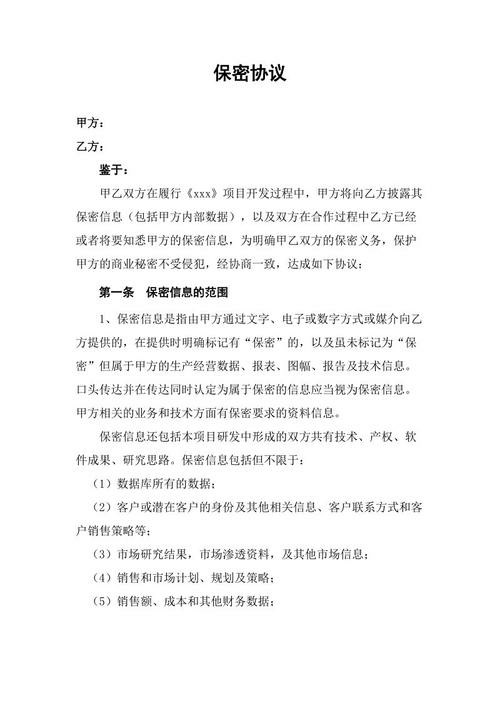 保密协议
甲方：
乙方：
鉴于：
甲乙双方在履行《xxx》项目开发过程中，甲方将向乙方披露其
保密信息（包括甲方内部数据），以及双方在合作过程中乙方已经
或者将要知悉甲方的保密信息，为明确甲乙双方的保密义务，保护
甲方的商业秘密不受侵犯，经协商一致，达成如下协议：
第一条 保密信息的范围
1、保密信息是指由甲方通过文字、电子或数字方式或媒介向乙
方提供的，在提供时明确标记有“保密”的，以及虽未标记为“保
密”但属于甲方的生产经营数据、报表、图幅、报告及技术信息。
口头传达并在传达同时认定为属于保密的信息应当视为保密信息。
甲方相关的业务和技术方面有保密要求的资料信息。
保密信息还包括本项目研发中形成的双方共有技术、产权、软
件成果、研究思路。保密信息包括但不限于：
（1）数据库所有的数据；
（2）客户或潜在客户的身份及其他相关信息、客户联系方式和客
户销售策略等；
（3）市场研究结果，市场渗透资料，及其他市场信息；
（4）销售和市场计划、规划及策略；
（5）销售额、成本和其他财务数据；